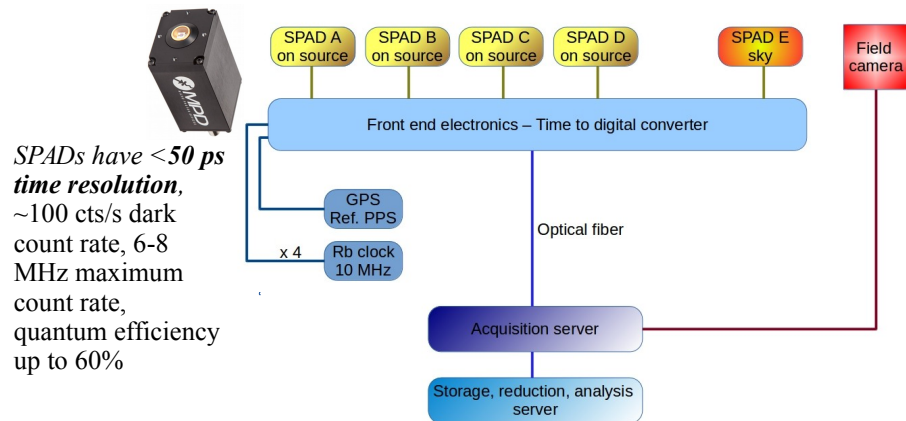 SPAD A
on source
SPAD B
on source
SPAD C
on source
SPAD D
on source
SPAD E
sky
Field
camera
MPD
Front end electronics – Time to digital converter
SPADs have <50 ps
time resolution,
~100 cts/s dark
count rate, 6-8
MHz maximum
count rate,
quantum efficiency
up to 60%
GPS
Ref. PPS
x 4
Rb clock
10 MHz
Optical fiber
Acquisition server
Storage, reduction, analysis
server